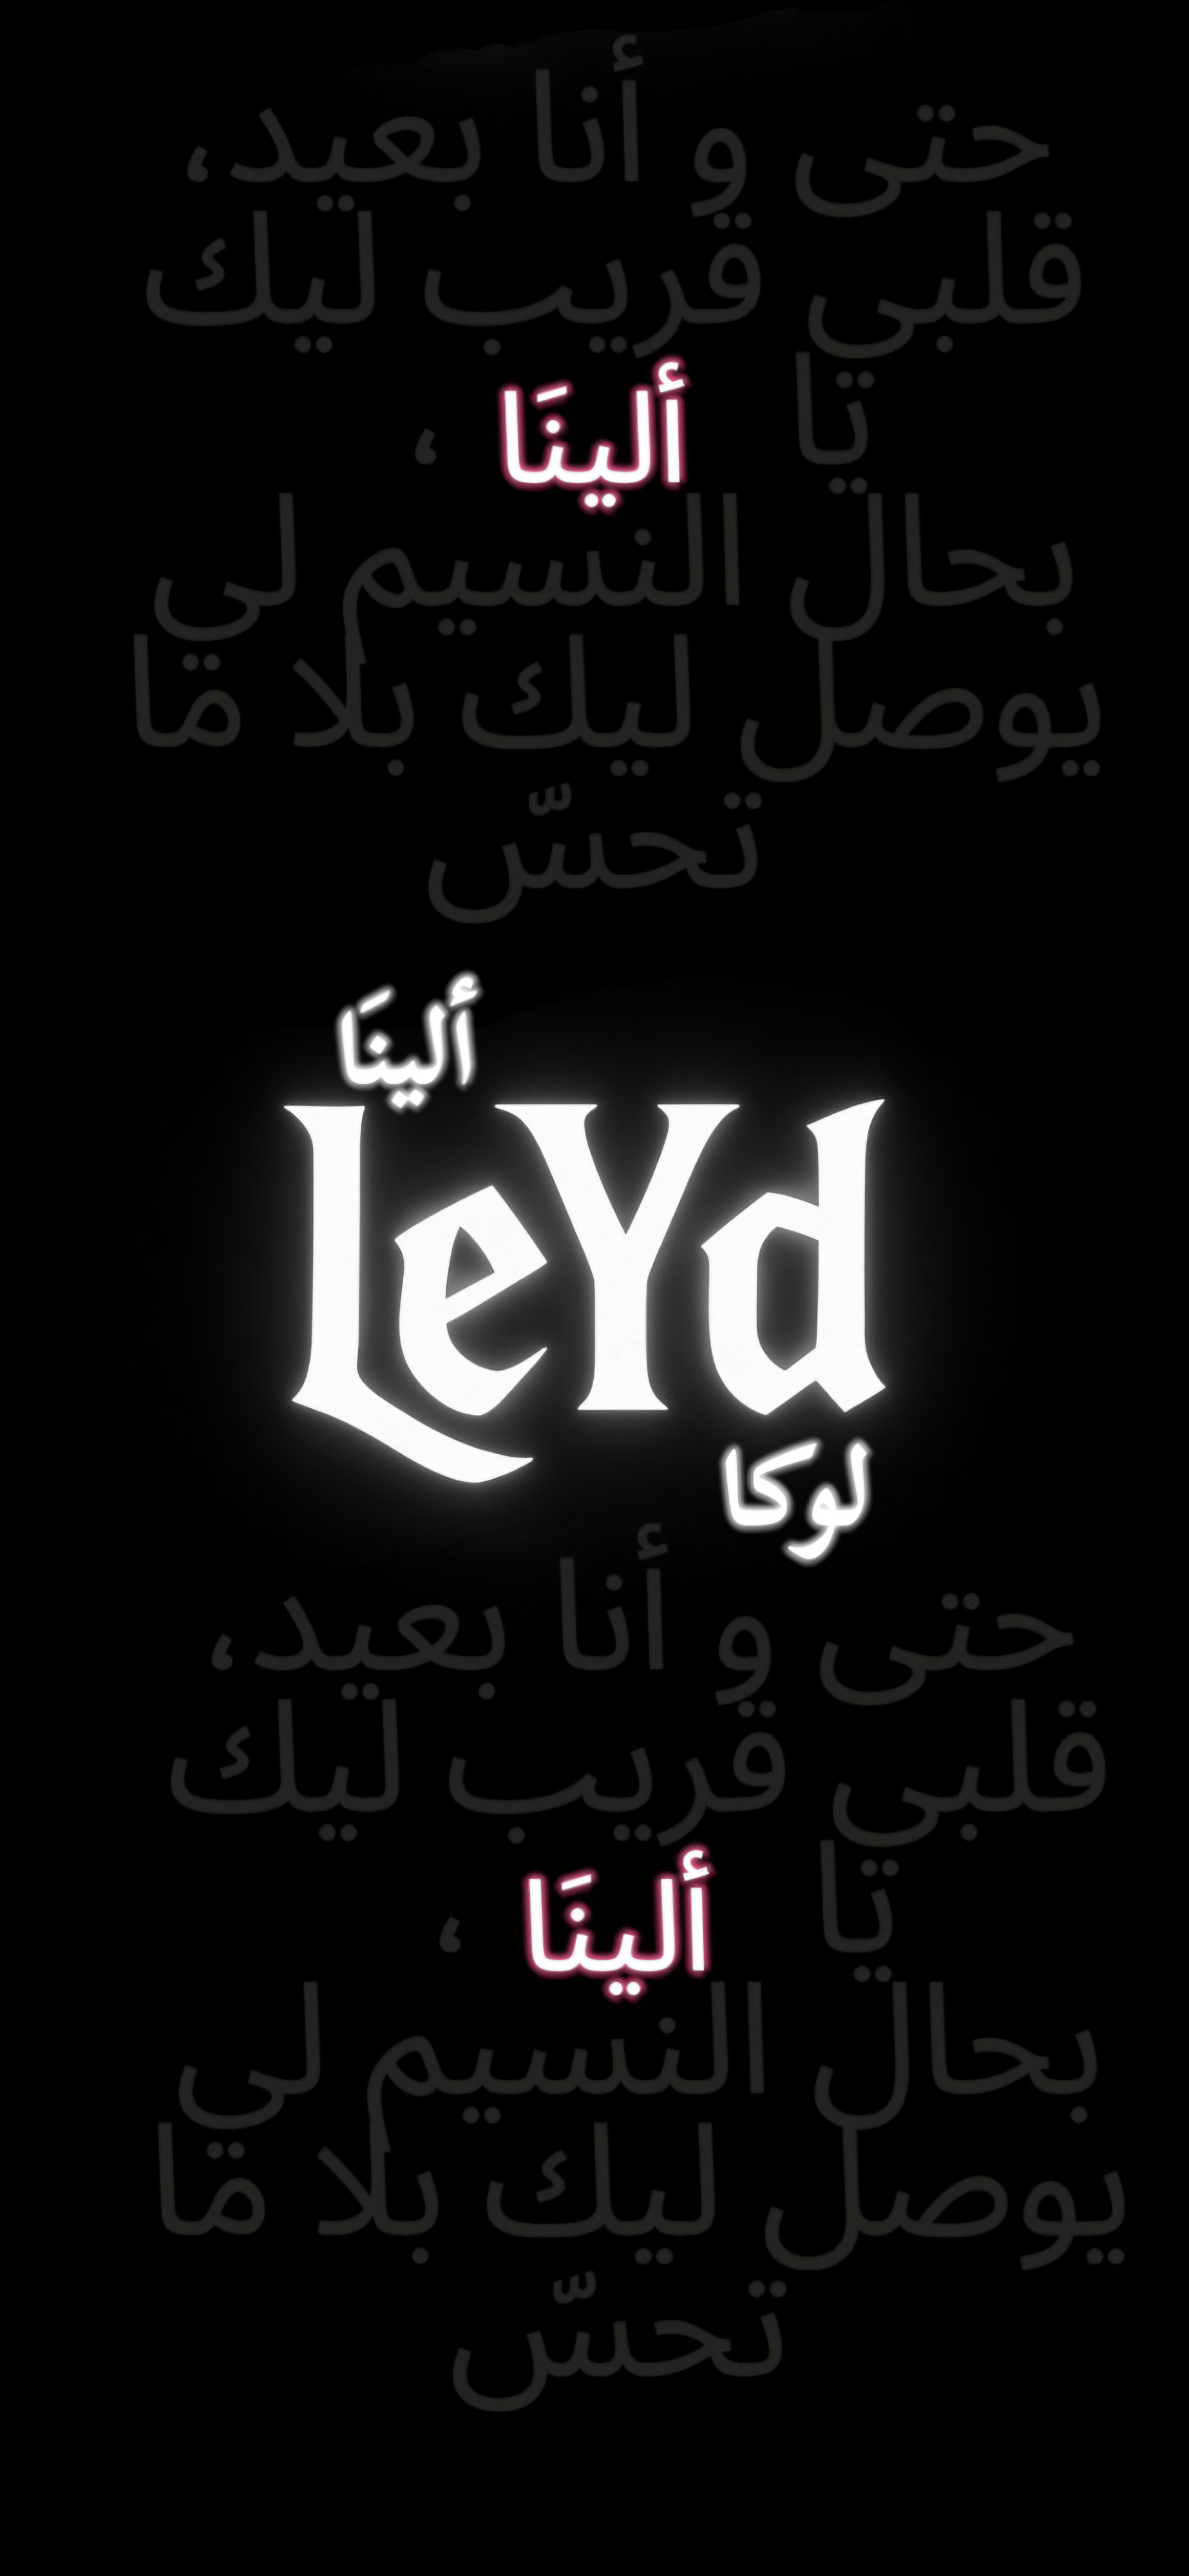 حتى و أنا بعيد،
قلبي قريب ليك
يا ألينَا ،
بحال النسيم لي
يوصل ليك بلا ما
تحسّ
ألينَا
LeYd
لوكا
حتى و أنا بعيد،
قلبي قريب ليك
يا ألينَا ،
بحال النسيم لي
يوصل ليك بلا ما
تحسّ